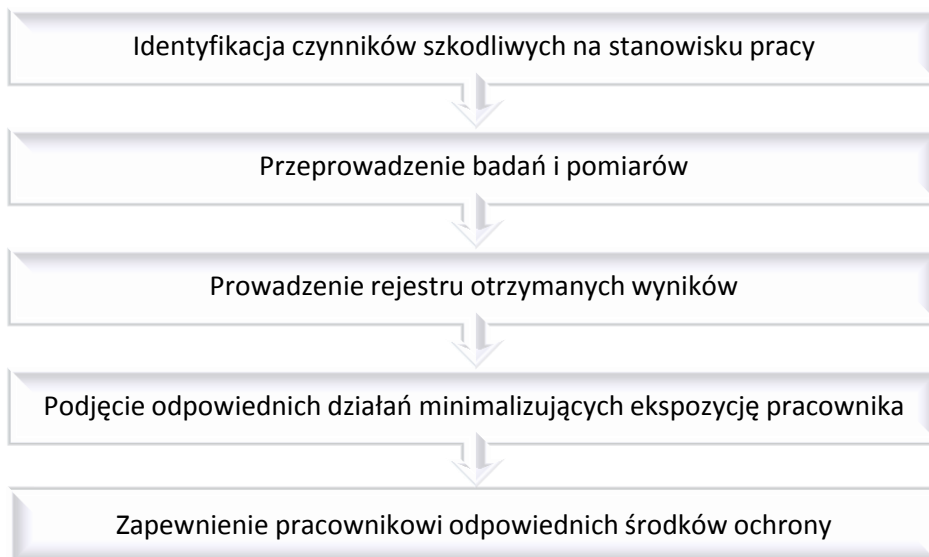 Identyfikacja czynników szkodliwych na stanowisku pracy
Przeprowadzenie badań i pomiarów
Prowadzenie rejestru otrzymanych wyników
Podjęcie odpowiednich działań minimalizujących ekspozycję pracownika
Zapewnienie pracownikowi odpowiednich środków ochrony